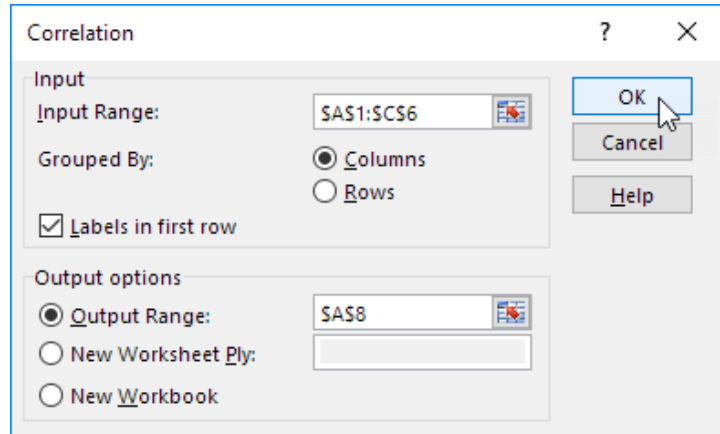 Correlation ?
Input
Input Range: $A$1:$C$6
OK
Grouped By: Columns
Cancel
Rows
Help
Labels in first row
Output options
Output Range: $A$8
New Worksheet Ply:
New Workbook